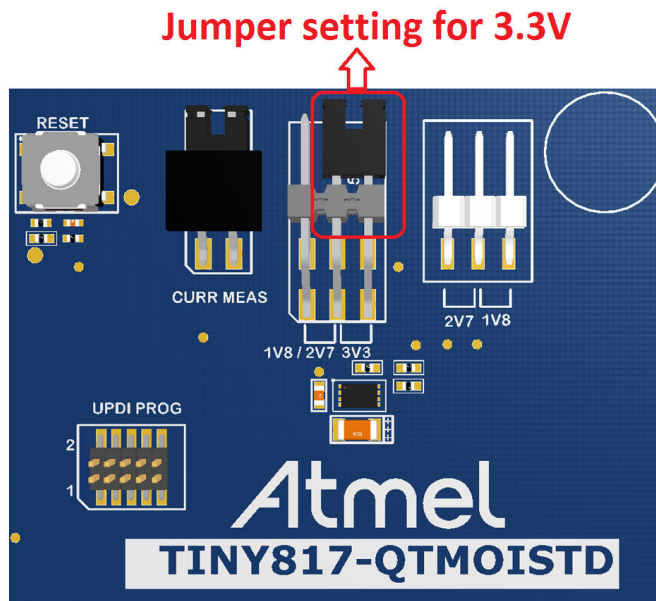 Jumper setting for 3.3V
RESET
CURR MEAS
1V8 / 2V7 3V3
2V7 1V8
UPDI PROG
2
1
Atmel
TINY817-QTMOISTD